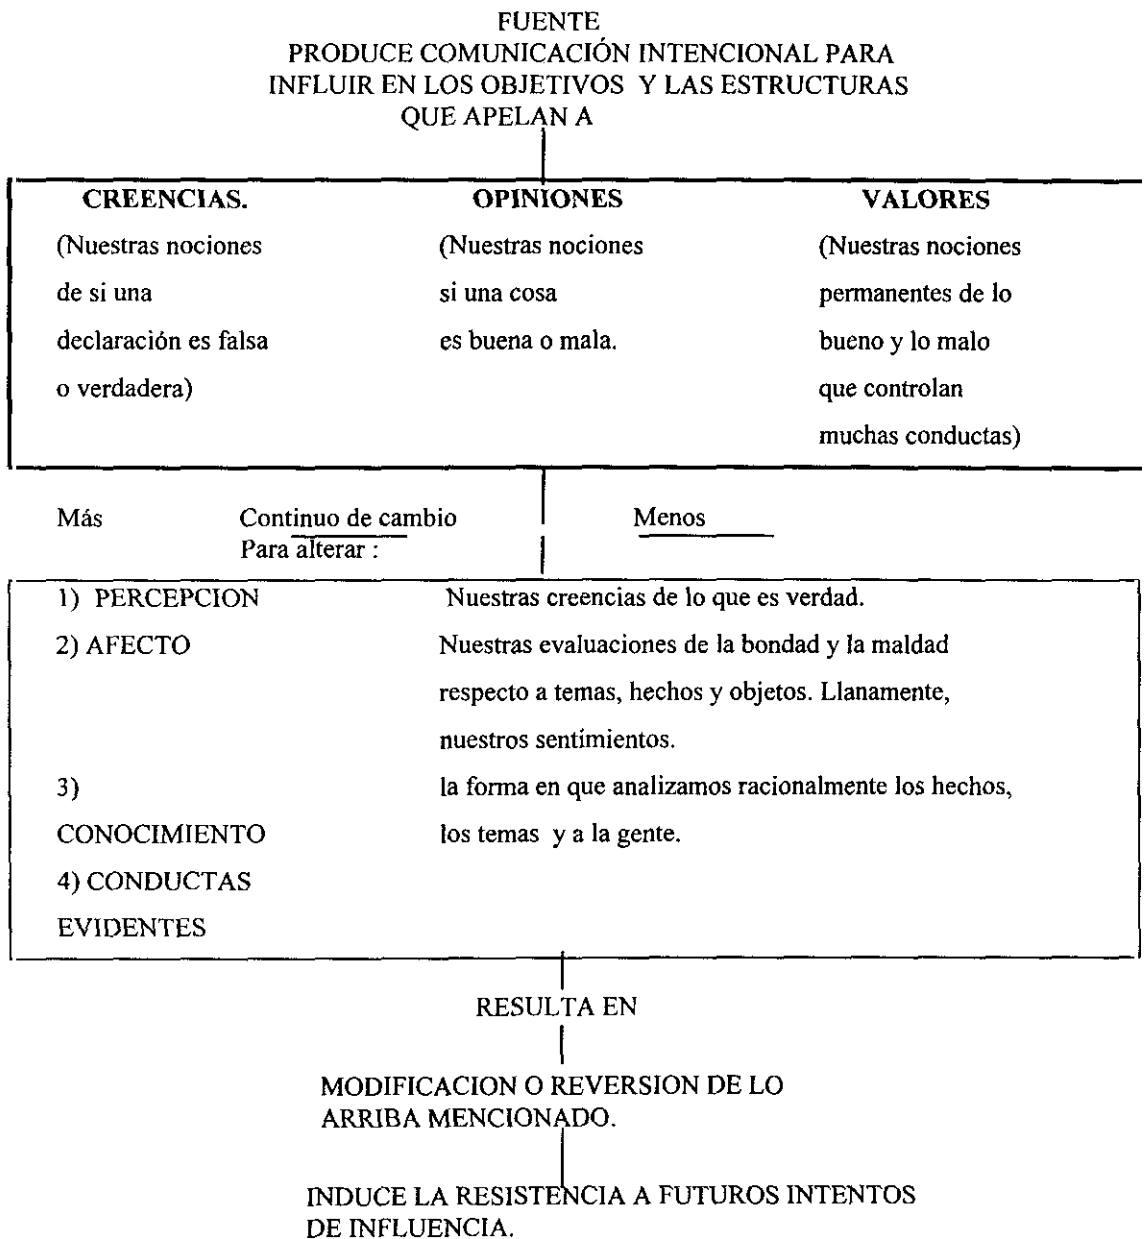 FUENTE
PRODUCE COMUNICACIÓN INTENCIONAL PARA
INFLUIR EN LOS OBJETIVOS Y LAS ESTRUCTURAS
QUE APELAN A
CREENCIAS. OPINIONES VALORES
(Nuestras nociones (Nuestras nociones (Nuestras nociones
de si una si una cosa permanentes de lo
declaración es falsa es buena o mala. bueno y lo malo
o verdadera) que controlan
muchas conductas)
Más Continuo de cambio Menos
Para alterar :
1) PERCEPCION Nuestras creencias de lo que es verdad.
2) AFECTO Nuestras evaluaciones de la bondad y la maldad
respecto a temas, hechos y objetos. Llanamente,
nuestros sentimientos.
3) la forma en que analizamos racionalmente los hechos,
CONOCIMIENTO los temas y a la gente.
4) CONDUCTAS
EVIDENTES
RESULTA EN
MODIFICACION O REVERSION DE LO
ARRIBA MENCIONADO.
INDUCE LA RESISTENCIA A FUTUROS INTENTOS
DE INFLUENCIA.